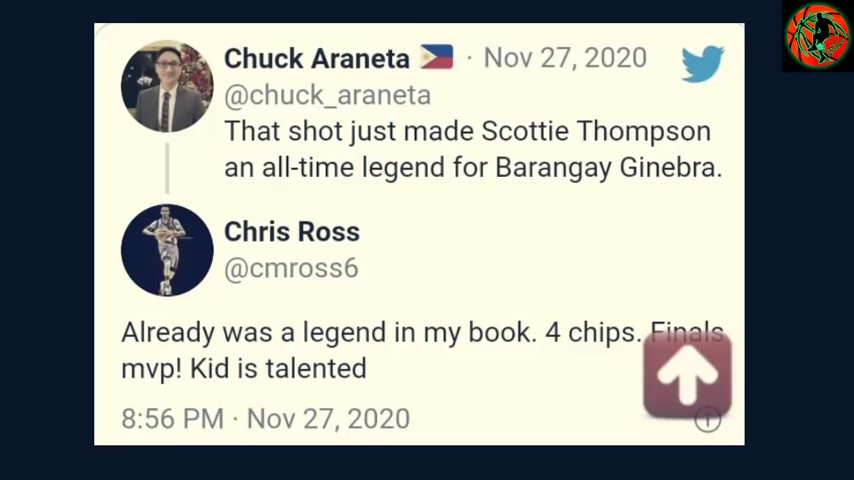 Chuck Araneta 🇵🇭 · Nov 27, 2020
@chuck_araneta
That shot just made Scottie Thompson
an all-time legend for Barangay Ginebra.
Chris Ross
@cmross6
Already was a legend in my book. 4 chips. Finals
mvp! Kid is talented
8:56 PM · Nov 27, 2020